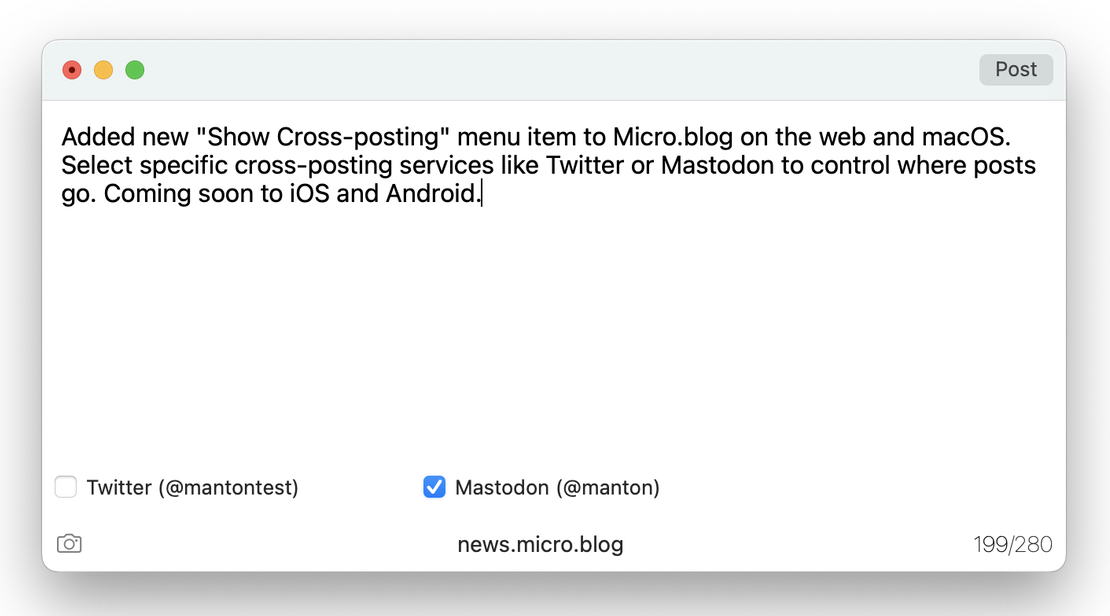 Post
Added new "Show Cross-posting" menu item to Micro.blog on the web and macOS.
Select specific cross-posting services like Twitter or Mastodon to control where posts
go. Coming soon to iOS and Android.
Twitter (@mantontest)
Mastodon (@manton)
news.micro.blog
199/280